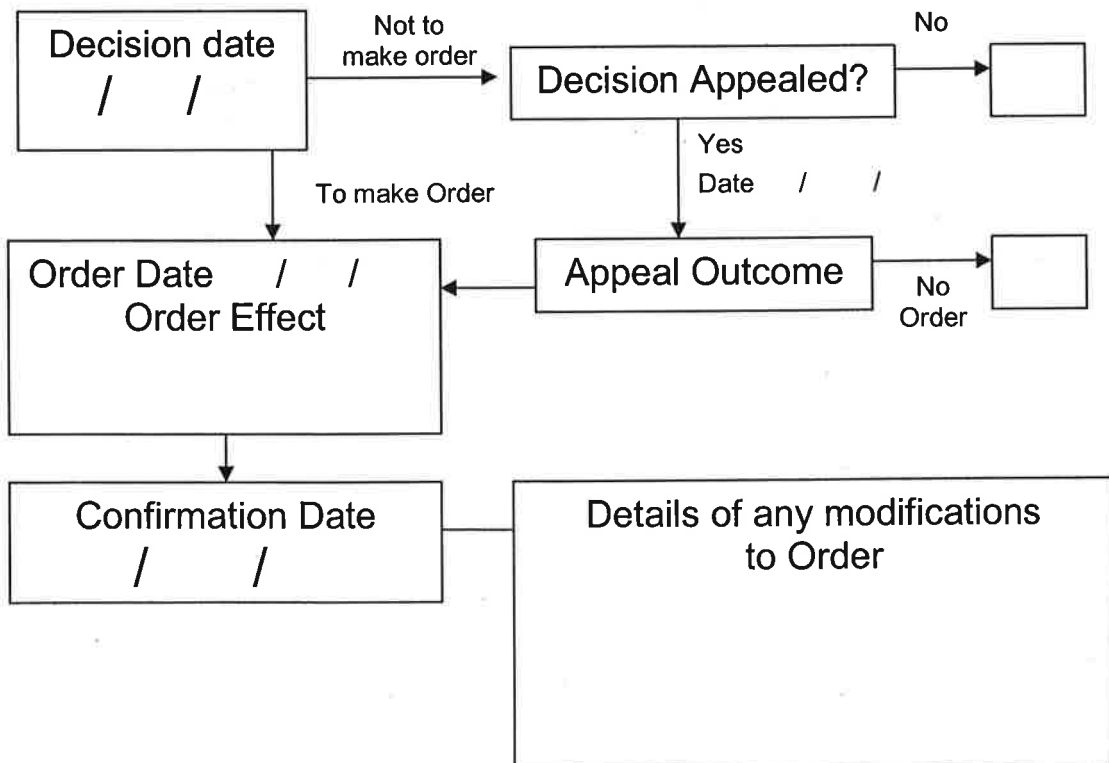 Decision date
/ /
Not to
make order
Decision Appealed?
No
Yes
Date / /
To make Order
Order Date / /
Order Effect
Appeal Outcome
No
Order
Confirmation Date
/ /
Details of any modifications
to Order